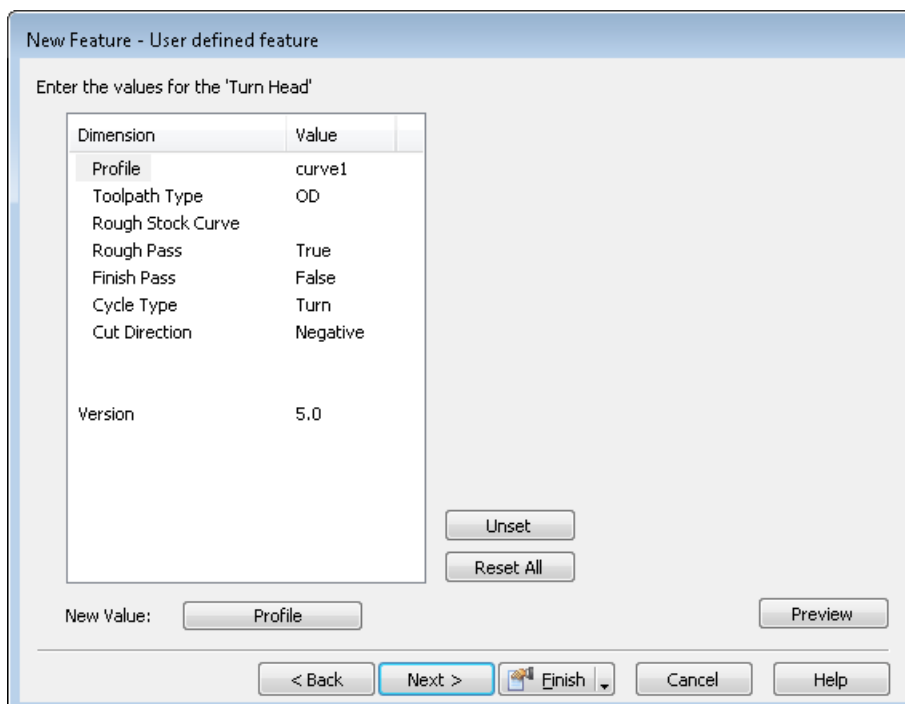 New Feature - User defined feature
Enter the values for the 'Turn Head'
Dimension Value
Profile curve1
Toolpath Type OD
Rough Stock Curve
Rough Pass True
Finish Pass False
Cycle Type Turn
Cut Direction Negative
Version 5.0
Unset
Reset All
New Value: Profile Preview
< Back Next > Finish Cancel Help